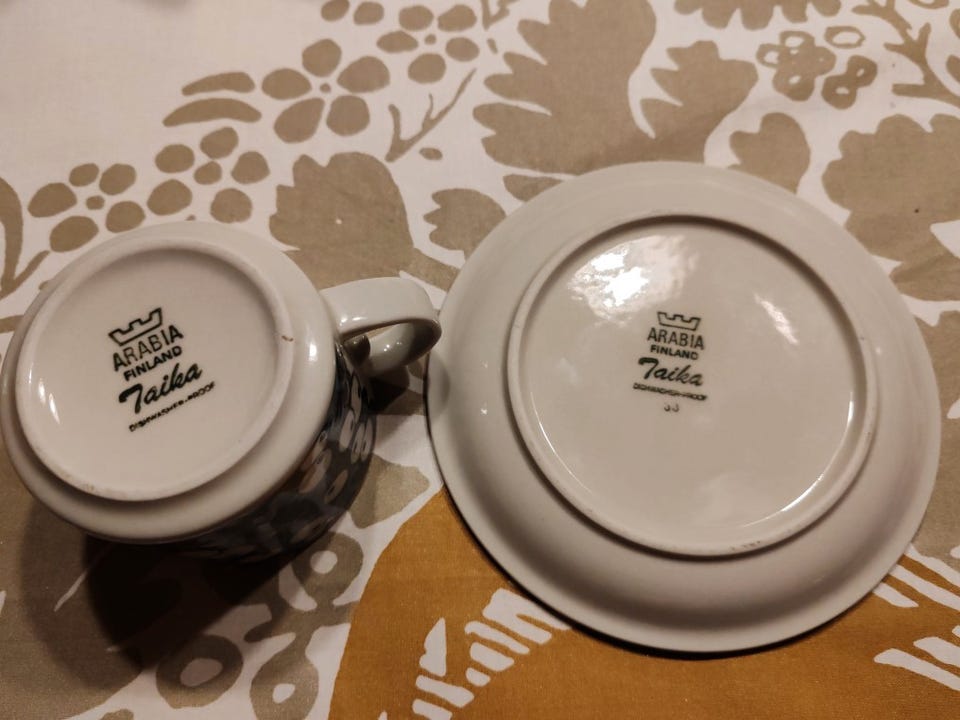 ARABIA
FINLAND
Taika
DISHWASHER-PROOF
ARABIA
FINLAND
Taika
DISHWASHER-PROOF